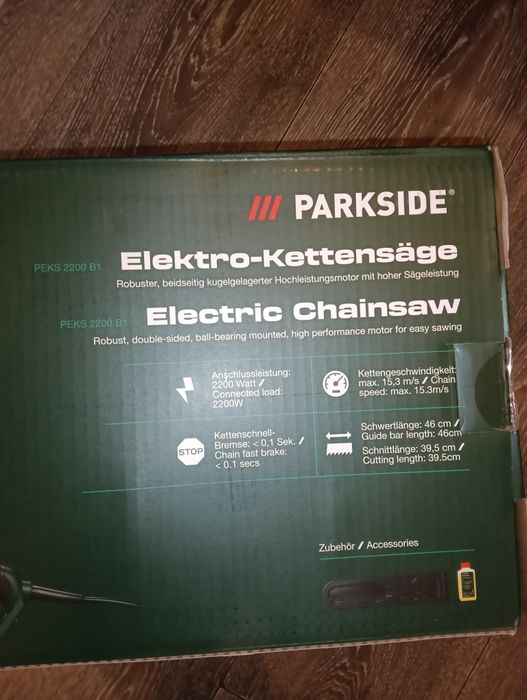 PARKSIDE®
PEKS 2200 B1 Elektro-Kettensäge
Robuster, beidseitig kugelgelagerter Hochleistungsmotor mit hoher Sägeleistung
PEKS 2200 B1 Electric Chainsaw
Robust, double-sided, ball-bearing mounted, high performance motor for easy sawing
Anschlussleistung:
2200 Watt /
Connected load:
2200W
Kettengeschwindigkeit:
max. 15,3 m/s / Chain
speed: max. 15.3m/s
STOP
Kettenschnell-
Bremse: < 0,1 Sek. /
Chain fast brake:
< 0.1 secs
Schwertlänge: 46 cm /
Guide bar length: 46cm
Schnittlänge: 39,5 cm /
Cutting length: 39.5cm
Zubehör / Accessories